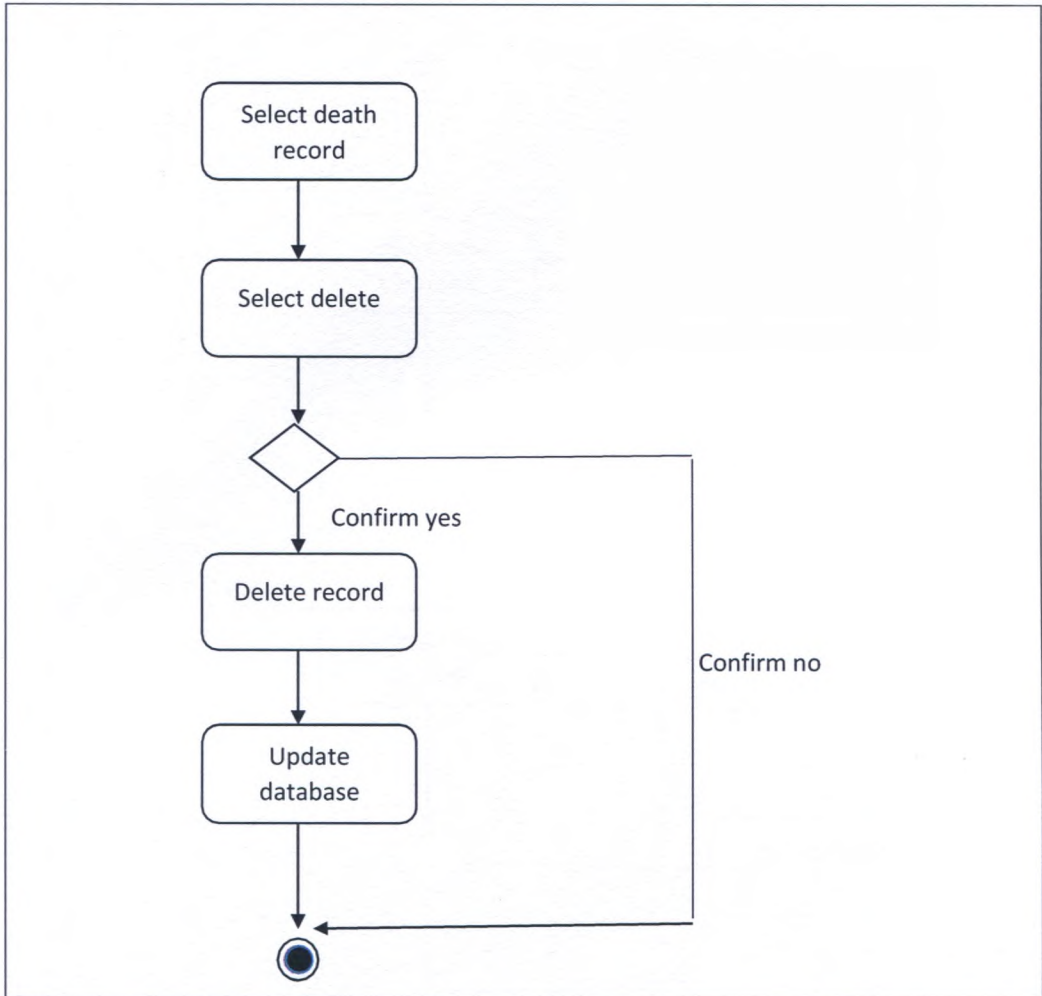 Select death
record
Select delete
Confirm yes
Delete record
Confirm no
Update
database